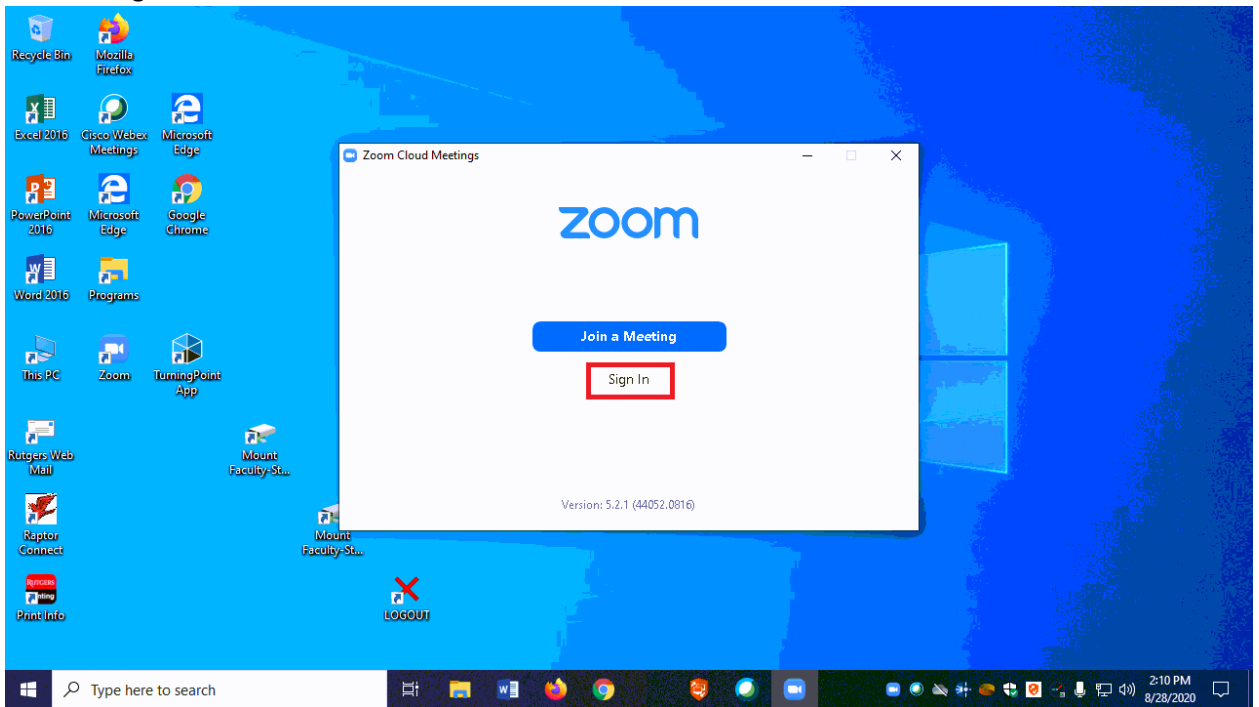 Recycle Bin
Mozilla
Firefox
Excel 2016
Cisco Webex
Meetings
Microsoft
Edge
PowerPoint
2016
Microsoft
Edge
Google
Chrome
Word 2016
Programs
This PC
Zoom
TurningPoint
App
Rutgers Web
Mail
Mount
Faculty-St...
Raptor
Connect
Mount
Faculty-St...
RUTGERS
Print Info
LOGOUT
Zoom Cloud Meetings
zoom
Join a Meeting
Sign In
Version: 5.2.1 (44052.0816)
Type here to search
2:10 PM
8/28/2020